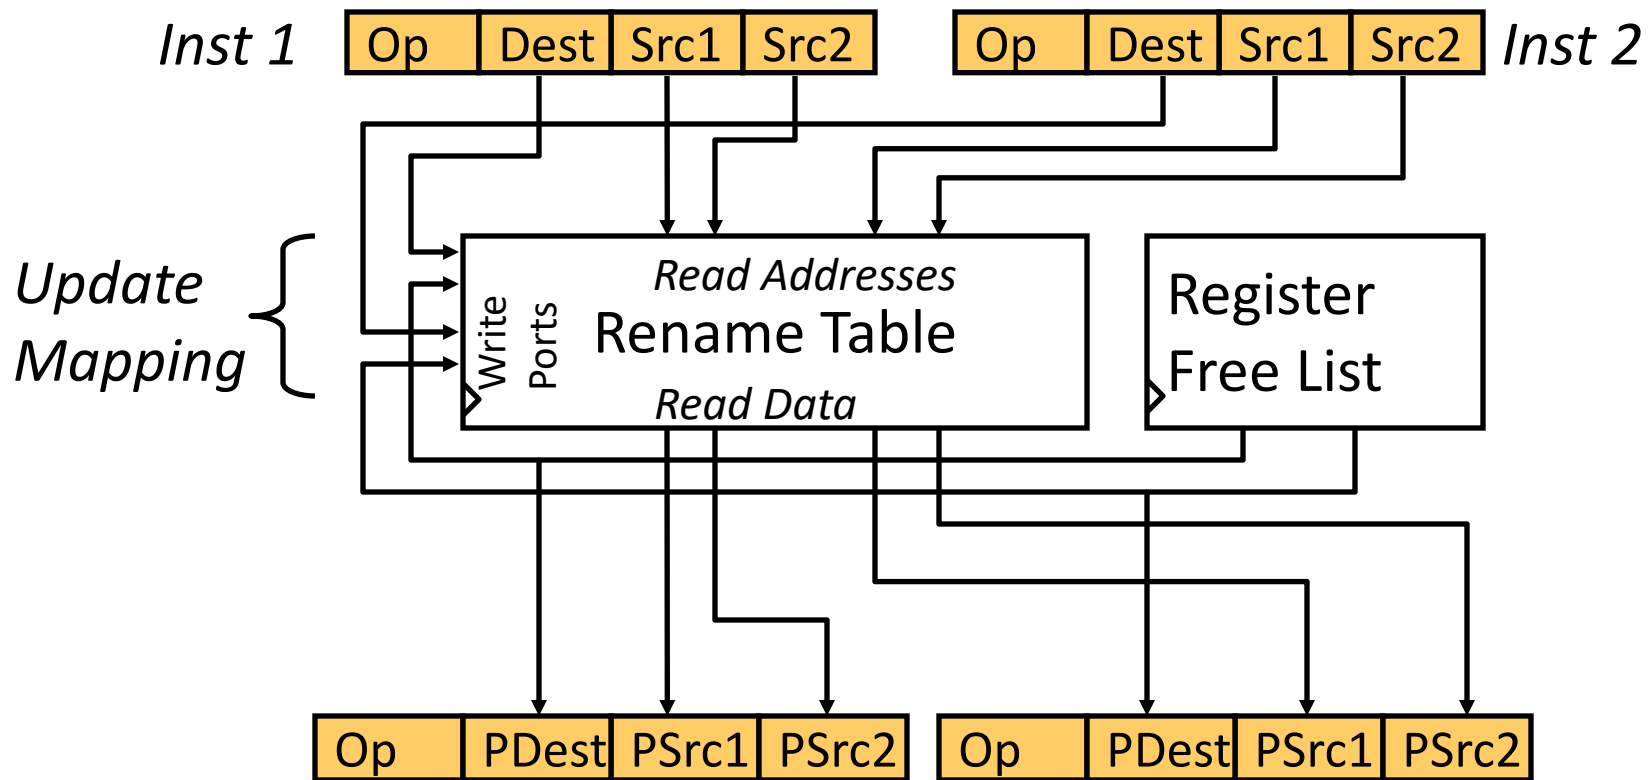 Inst 1 Op Dest Src1 Src2 Op Dest Src1 Src2 Inst 2
Update
Mapping
Write
Ports
Read Addresses
Rename Table
Read Data
Register
Free List
Op PDest PSrc1 PSrc2 Op PDest PSrc1 PSrc2